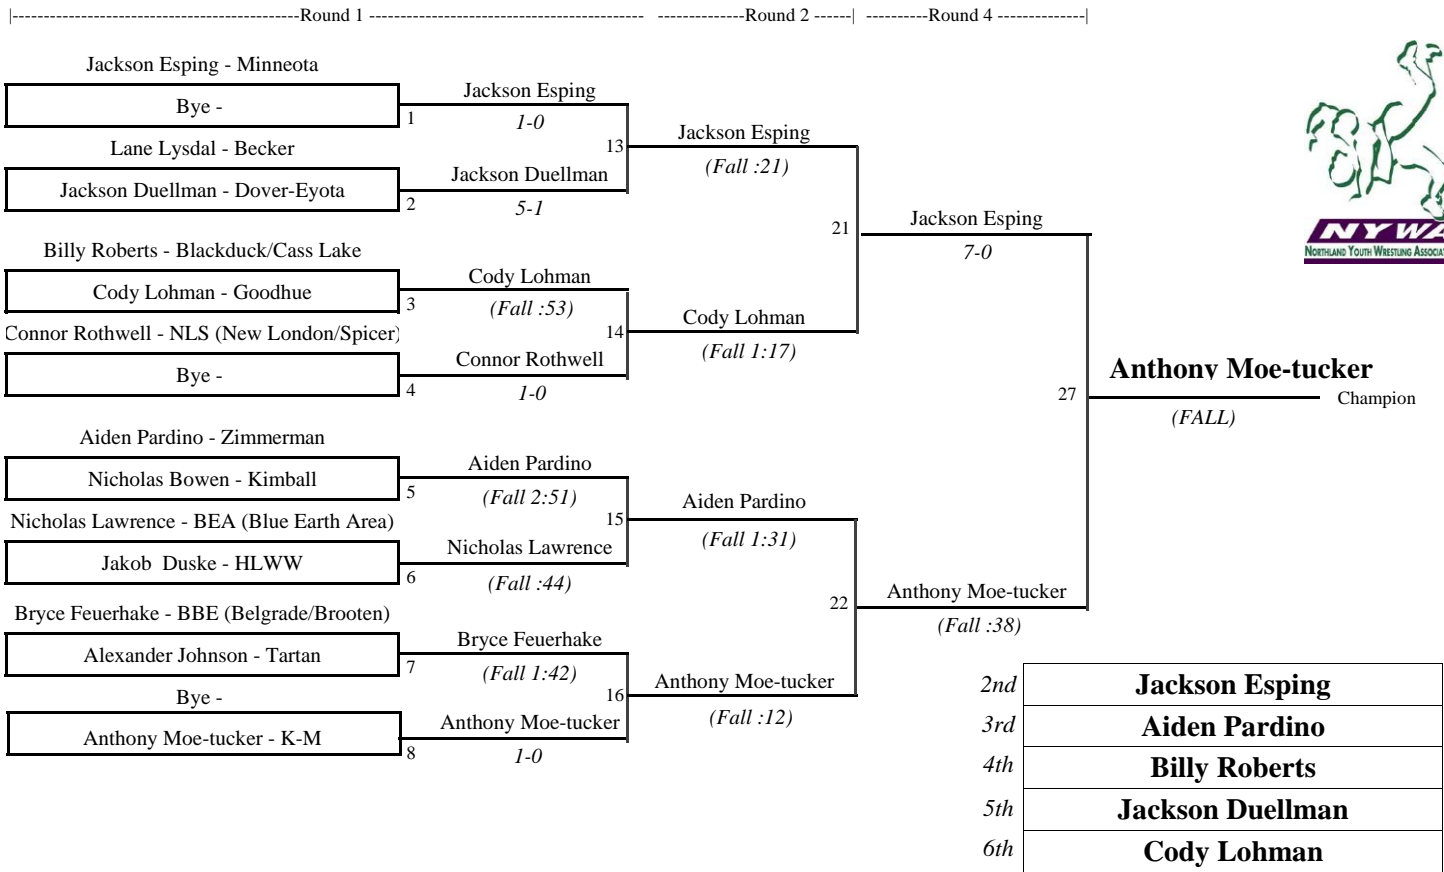 |----------------------------------------------Round 1 -------------------------------------------- --------------Round 2 ------| ----------Round 4 --------------|
Jackson Esping - Minneota
Bye -
1
Jackson Esping
1-0
Lane Lysdal - Becker
Jackson Duellman - Dover-Eyota
2
Jackson Duellman
5-1
13
Jackson Esping
(Fall :21)
Billy Roberts - Blackduck/Cass Lake
Cody Lohman - Goodhue
3
Cody Lohman
(Fall :53)
Connor Rothwell - NLS (New London/Spicer)
Bye -
4
Connor Rothwell
1-0
14
Cody Lohman
(Fall 1:17)
21
Jackson Esping
7-0
Aiden Pardino - Zimmerman
Nicholas Bowen - Kimball
5
Aiden Pardino
(Fall 2:51)
Nicholas Lawrence - BEA (Blue Earth Area)
Jakob Duske - HLWW
6
Nicholas Lawrence
(Fall :44)
15
Aiden Pardino
(Fall 1:31)
Bryce Feuerhake - BBE (Belgrade/Brooten)
Alexander Johnson - Tartan
7
Bryce Feuerhake
(Fall 1:42)
Bye -
Anthony Moe-tucker - K-M
8
Anthony Moe-tucker
1-0
16
Anthony Moe-tucker
(Fall :12)
22
Anthony Moe-tucker
(Fall :38)
27
Anthony Moe-tucker
Champion
(FALL)
NYWA
NORTHLAND YOUTH WRESTLING
2nd Jackson Esping
3rd Aiden Pardino
4th Billy Roberts
5th Jackson Duellman
6th Cody Lohman